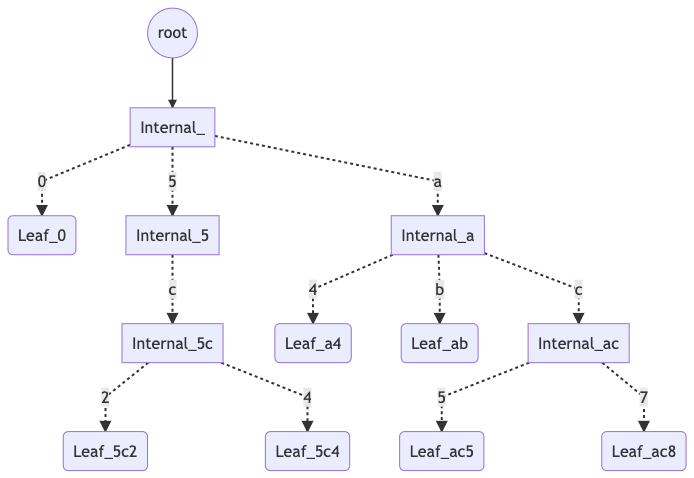 root
Internal_
0
5
a
Leaf_0
Internal_5
Internal_a
c
4
b
c
Internal_5c
Leaf_a4
Leaf_ab
Internal_ac
2
4
5
7
Leaf_5c2
Leaf_5c4
Leaf_ac5
Leaf_ac8